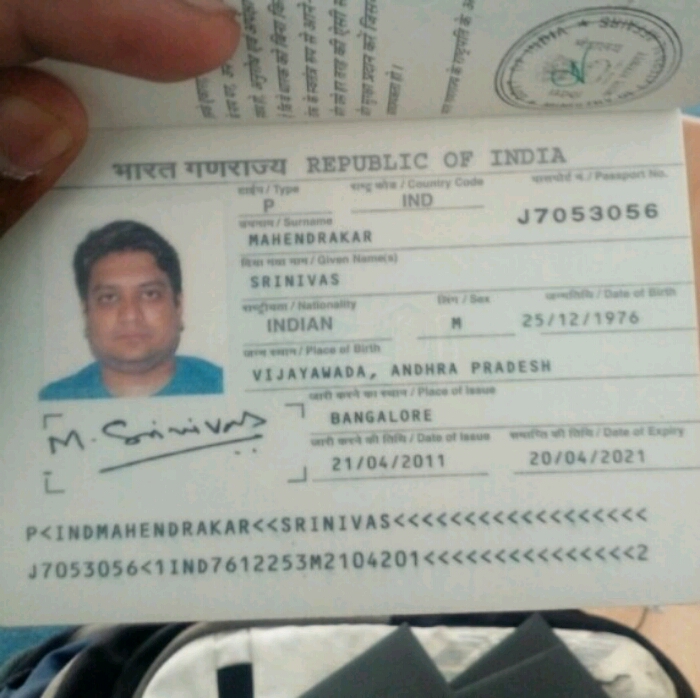 भारत गणराज्य REPUBLIC OF INDIA
टाईप / Type
राष्ट्र कोड / Country Code
पासपोर्ट न. / Passport No.
P
IND
J7053056
उपनाम / Surname
MAHENDRAKAR
दिया गया नाम / Given Name(s)
SRINIVAS
राष्ट्रीयता / Nationality
लिंग / Sex
जन्मतिथि / Date of Birth
INDIAN
M
25/12/1976
जन्म स्थान / Place of Birth
VIJAYAWADA, ANDHRA PRADESH
जारी करने का स्थान / Place of Issue
BANGALORE
जारी करने की तिथि / Date of Issue
समाप्ति की तिथि / Date of Expiry
21/04/2011
20/04/2021
M. Srinivas
P<INDMAHENDRAKAR<<SRINIVAS<<<<<<<<<<<<<<<<<<
J7053056<1IND7612253M2104201<<<<<<<<<<<<<<<2